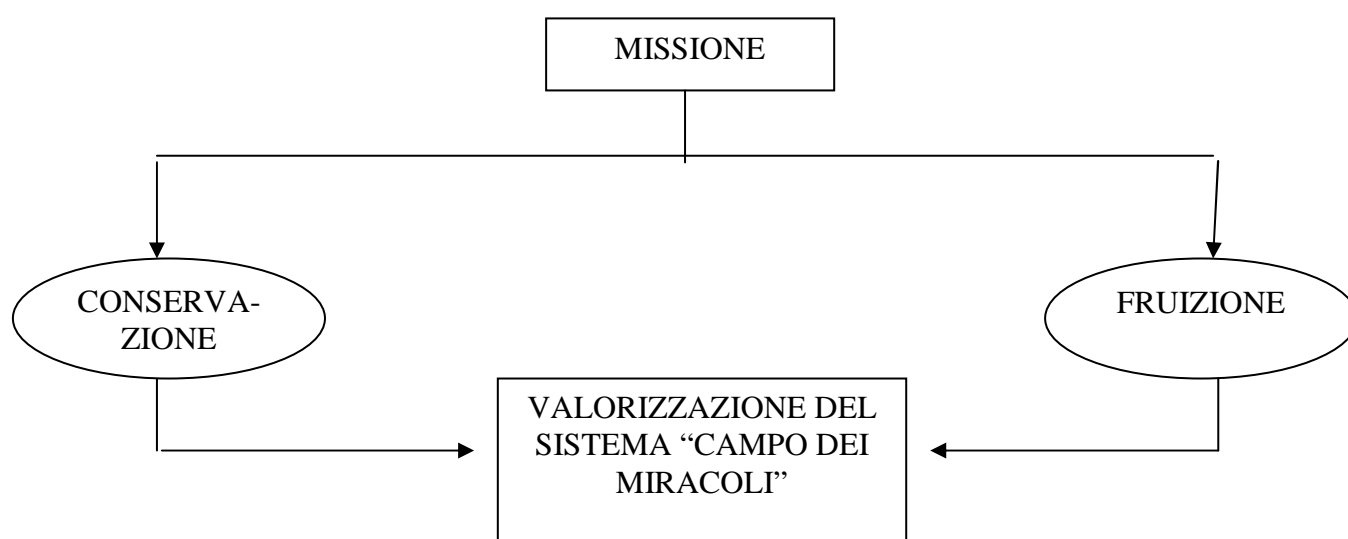 MISSIONE
CONSERVA-
ZIONE
FRUIZIONE
VALORIZZAZIONE DEL
SISTEMA “CAMPO DEI
MIRACOLI”